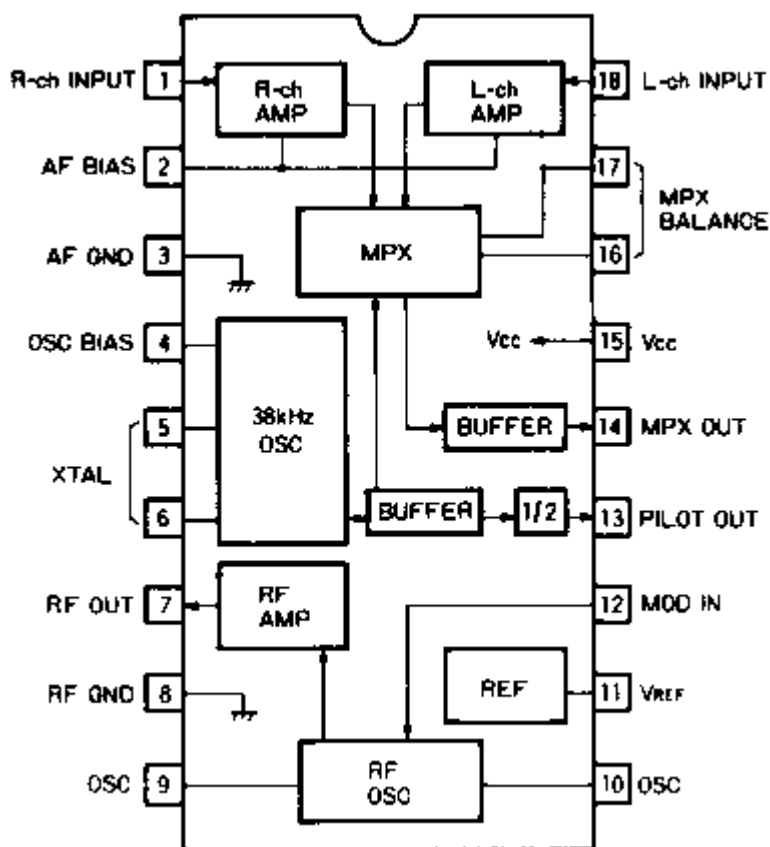 R-ch INPUT 1 R-ch AMP L-ch AMP 18 L-ch INPUT
AF BIAS 2 17
MPX BALANCE
AF GND 3 MPX 16
OSC BIAS 4 Vcc 15 Vcc
38kHz OSC
5 BUFFER 14 MPX OUT
XTAL
6 BUFFER 1/2 13 PILOT OUT
RF OUT 7 RF AMP 12 MOD IN
RF GND 8 REF 11 VREF
OSC 9 RF OSC 10 OSC